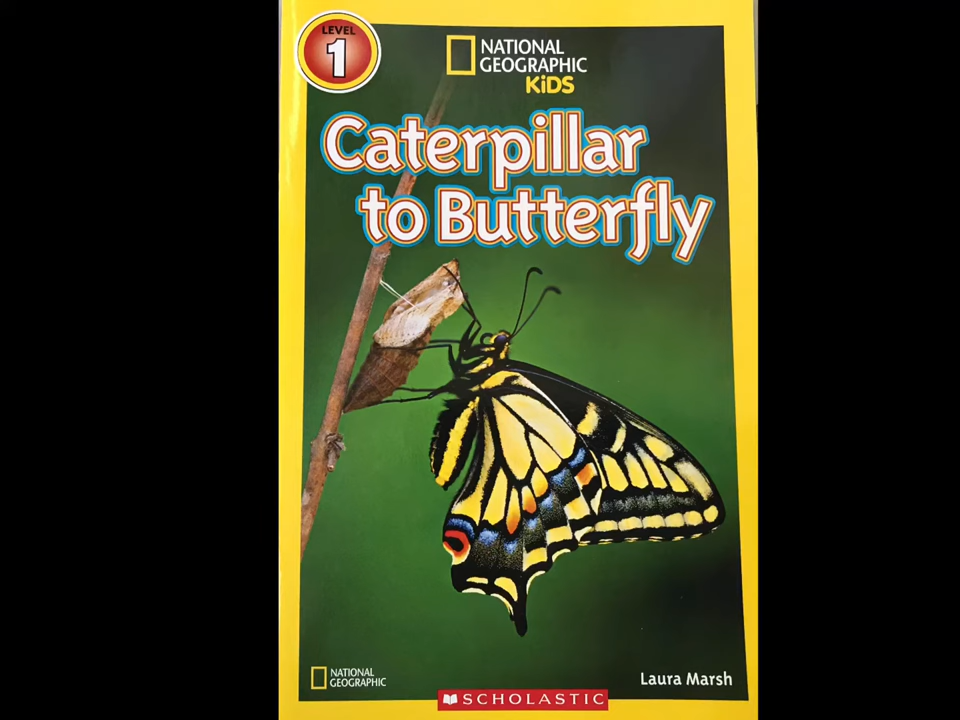 LEVEL
1
NATIONAL
GEOGRAPHIC
KiDS
Caterpillar
to Butterfly
NATIONAL
GEOGRAPHIC
Laura Marsh
SCHOLASTIC